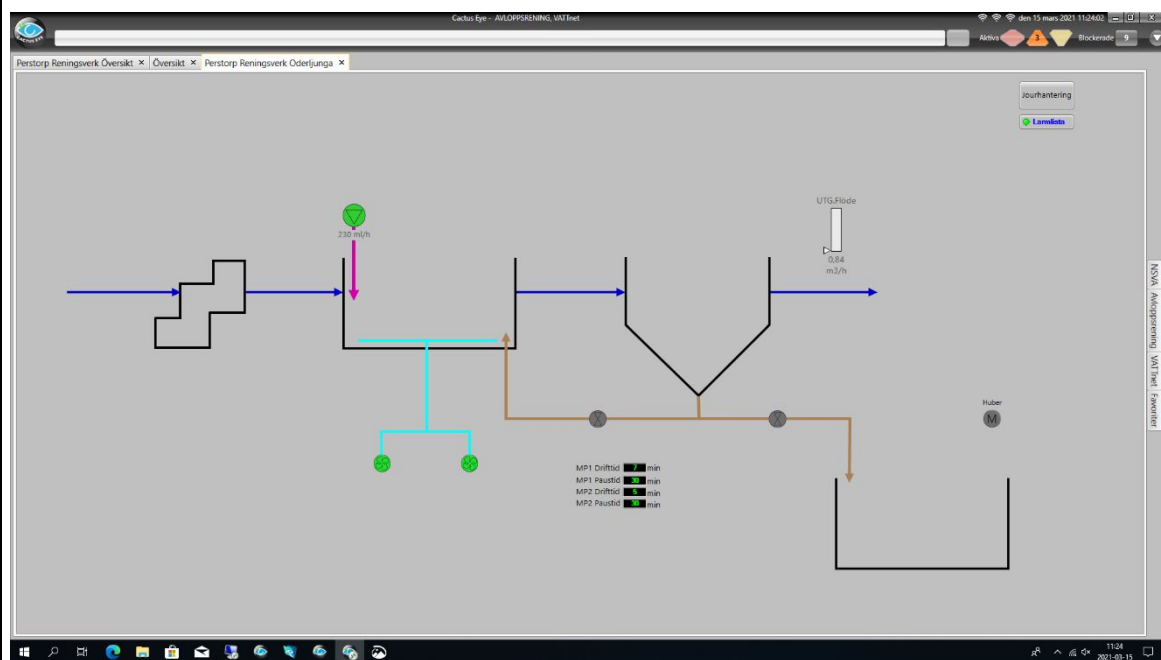 Cactus Eye - AVLOPPSRENING, VATTnet
den 15 mars 2021 11:24:02
CACTUS EYE
Aktiva 3 Blockerade 9
Perstorp Reningsverk Översikt × Översikt × Perstorp Reningsverk Oderljunga ×
Jourhantering
Larmlista
UTG.Flöde
230 ml/h
0,84
m3/h
NSVA Avloppsrening VATTnet Favoriter
Huber
M
MP1 Drifttid 7 min
MP1 Paustid 30 min
MP2 Drifttid 5 min
MP2 Paustid 30 min
11:24
2021-03-15